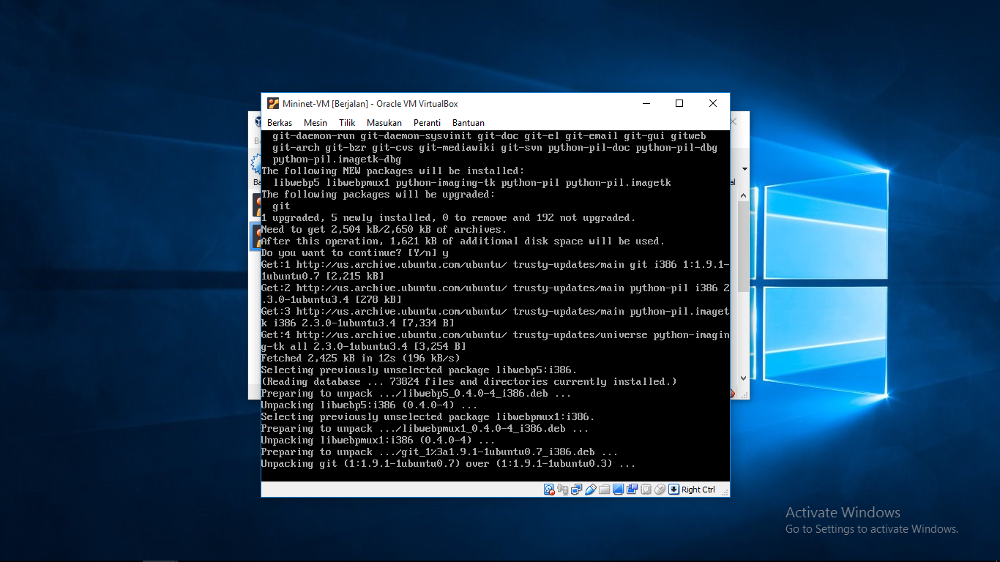 Mininet-VM [Berjalan] - Oracle VM VirtualBox
Berkas Mesin Tilik Masukan Peranti Bantuan
git-daemon-run git-daemon-sysvinit git-doc git-el git-email git-gui gitweb
git-arch git-bzr git-cvs git-mediawiki git-svn python-pil-doc python-pil-dbg
python-pil.imagetk-dbg
The following NEW packages will be installed:
libwebp5 libwebpmux1 python-imaging-tk python-pil python-pil.imagetk
The following packages will be upgraded:
git
1 upgraded, 5 newly installed, 0 to remove and 192 not upgraded.
Need to get 2,504 kB/2,650 kB of archives.
After this operation, 1,621 kB of additional disk space will be used.
Do you want to continue? [Y/n] y
Get:1 http://us.archive.ubuntu.com/ubuntu/ trusty-updates/main git i386 1:1.9.1-
1ubuntu0.7 [2,215 kB]
Get:2 http://us.archive.ubuntu.com/ubuntu/ trusty-updates/main python-pil i386 2
.3.0-1ubuntu3.4 [278 kB]
Get:3 http://us.archive.ubuntu.com/ubuntu/ trusty-updates/main python-pil.imaget
k i386 2.3.0-1ubuntu3.4 [7,334 B]
Get:4 http://us.archive.ubuntu.com/ubuntu/ trusty-updates/universe python-imagin
g-tk all 2.3.0-1ubuntu3.4 [3,254 B]
Fetched 2,425 kB in 12s (196 kB/s)
Selecting previously unselected package libwebp5:i386.
(Reading database ... 73824 files and directories currently installed.)
Preparing to unpack .../libwebp5_0.4.0-4_i386.deb ...
Unpacking libwebp5:i386 (0.4.0-4) ...
Selecting previously unselected package libwebpmux1:i386.
Preparing to unpack .../libwebpmux1_0.4.0-4_i386.deb ...
Unpacking libwebpmux1:i386 (0.4.0-4) ...
Preparing to unpack .../git_1%3a1.9.1-1ubuntu0.7_i386.deb ...
Unpacking git (1:1.9.1-1ubuntu0.7) over (1:1.9.1-1ubuntu0.3) ...
Right Ctrl
Activate Windows
Go to Settings to activate Windows.